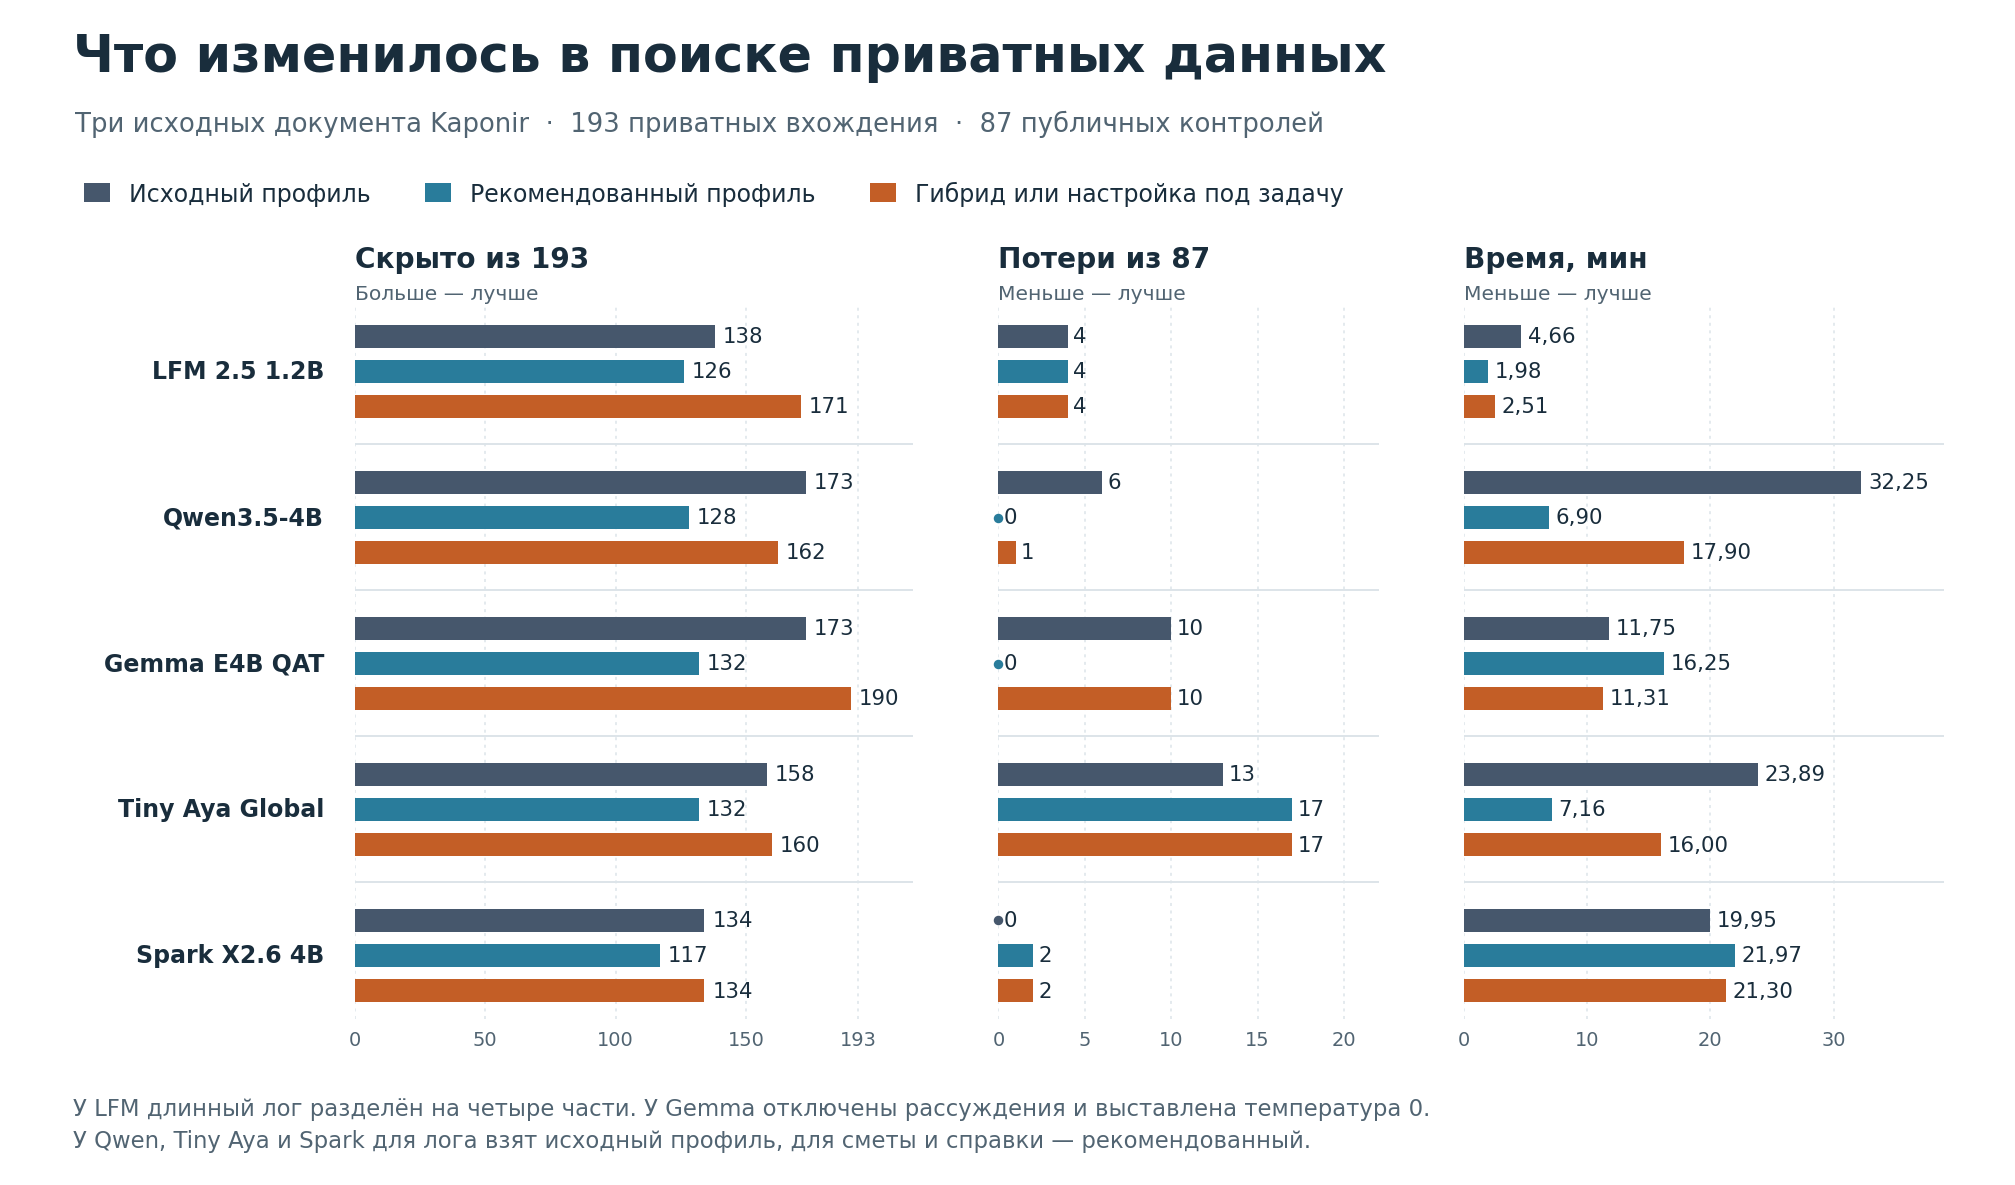 Что изменилось в поиске приватных данных
Три исходных документа Kaponir · 193 приватных вхождения · 87 публичных контролей
Исходный профиль Рекомендованный профиль Гибрид или настройка под задачу
Скрыто из 193 Потери из 87 Время, мин
Больше — лучше Меньше — лучше Меньше — лучше
138 4 4,66
LFM 2.5 1.2B 126 4 1,98
171 4 2,51
173 6 32,25
Qwen3.5-4B 128 0 6,90
162 1 17,90
173 10 11,75
Gemma E4B QAT 132 0 16,25
190 10 11,31
158 13 23,89
Tiny Aya Global 132 17 7,16
160 17 16,00
134 0 19,95
Spark X2.6 4B 117 2 21,97
134 2 21,30
0 50 100 150 193 0 5 10 15 20 0 10 20 30
У LFM длинный лог разделён на четыре части. У Gemma отключены рассуждения и выставлена температура 0.
У Qwen, Tiny Aya и Spark для лога взят исходный профиль, для сметы и справки — рекомендованный.